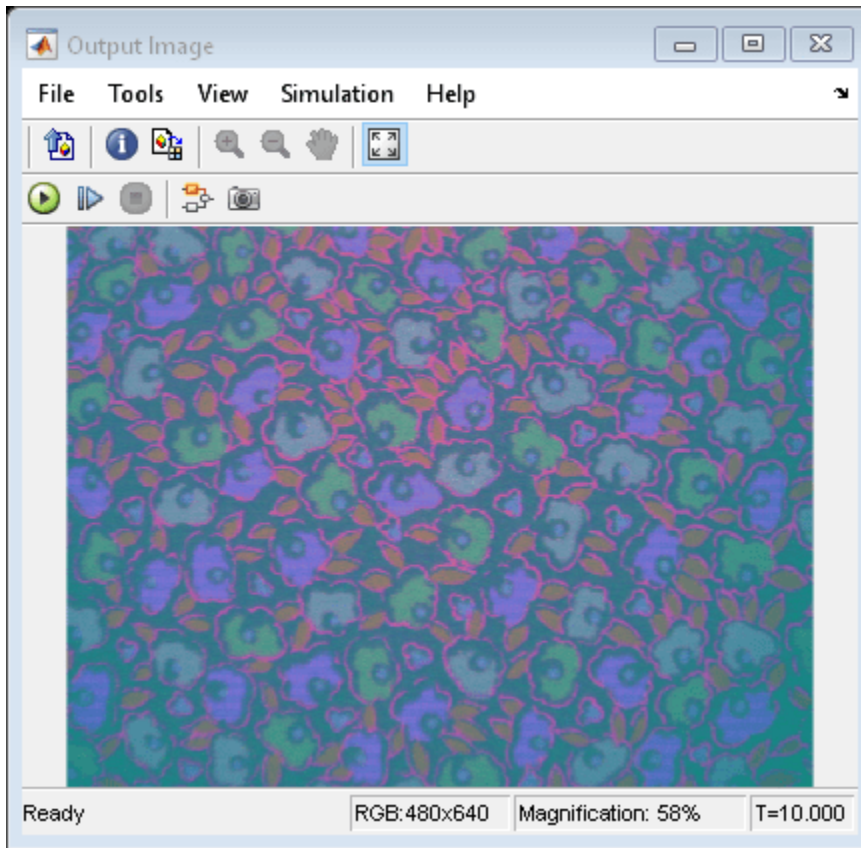 Output Image
File Tools View Simulation Help
Ready RGB:480x640 Magnification: 58% T=10.000